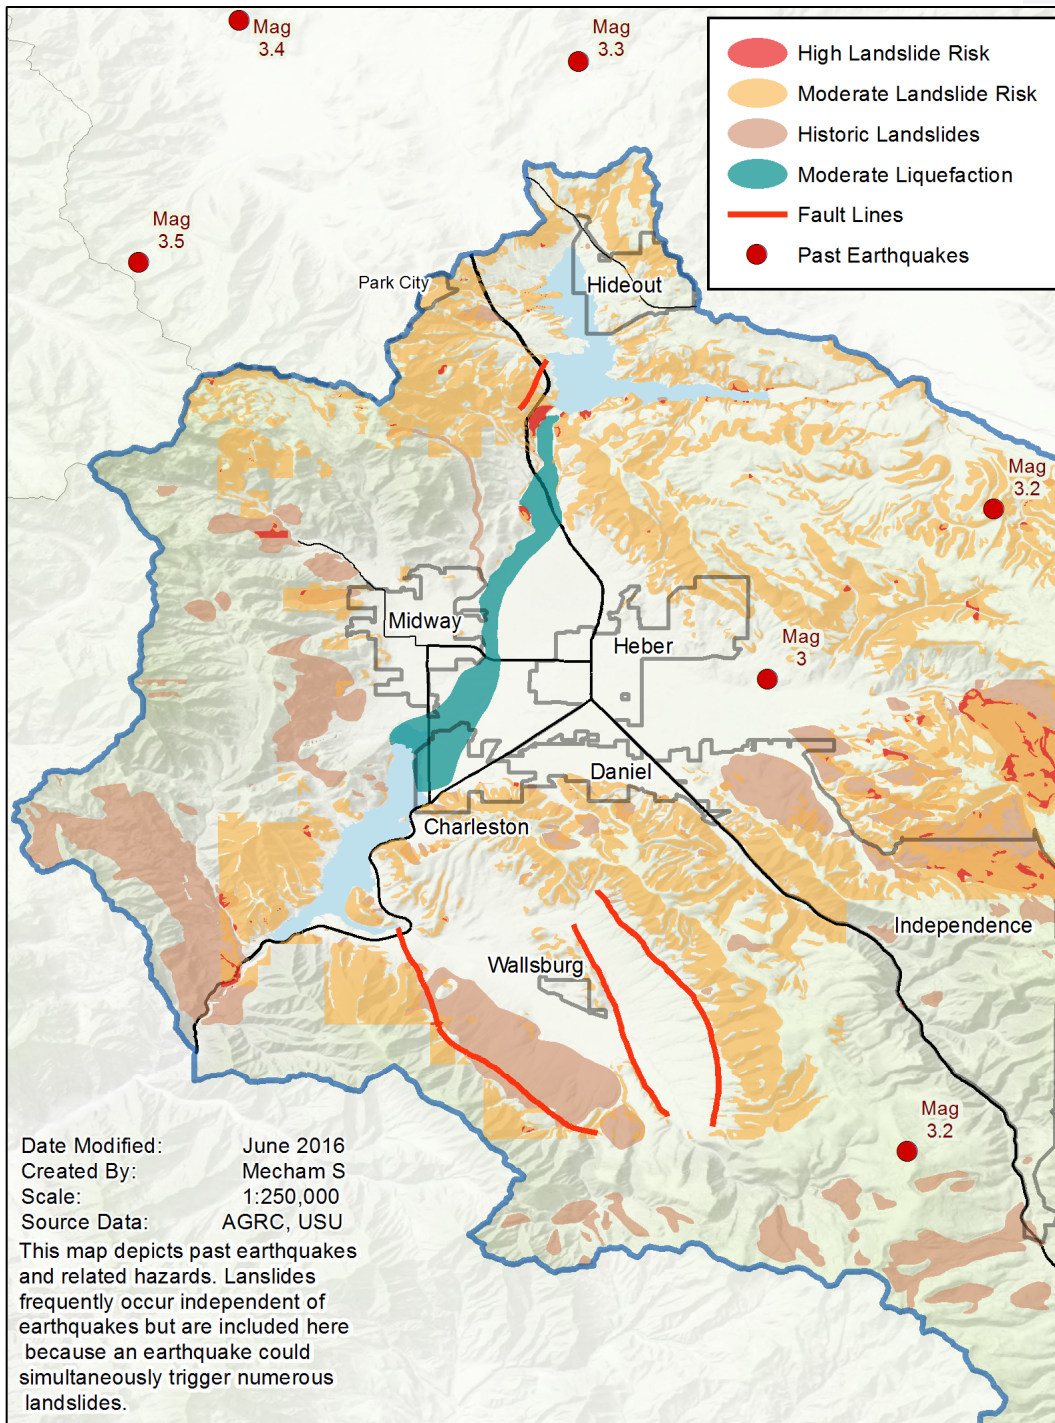 Mag
3.4
Mag
3.3
High Landslide Risk
Moderate Landslide Risk
Historic Landslides
Moderate Liquefaction
Fault Lines
Past Earthquakes
Mag
3.5
Park City
Hideout
Mag
3.2
Midway
Heber
Mag
3
Daniel
Charleston
Independence
Wallsburg
Mag
3.2
Date Modified: June 2016
Created By: Mecham S
Scale: 1:250,000
Source Data: AGRC, USU
This map depicts past earthquakes
and related hazards. Lanslides
frequently occur independent of
earthquakes but are included here
because an earthquake could
simultaneously trigger numerous
landslides.